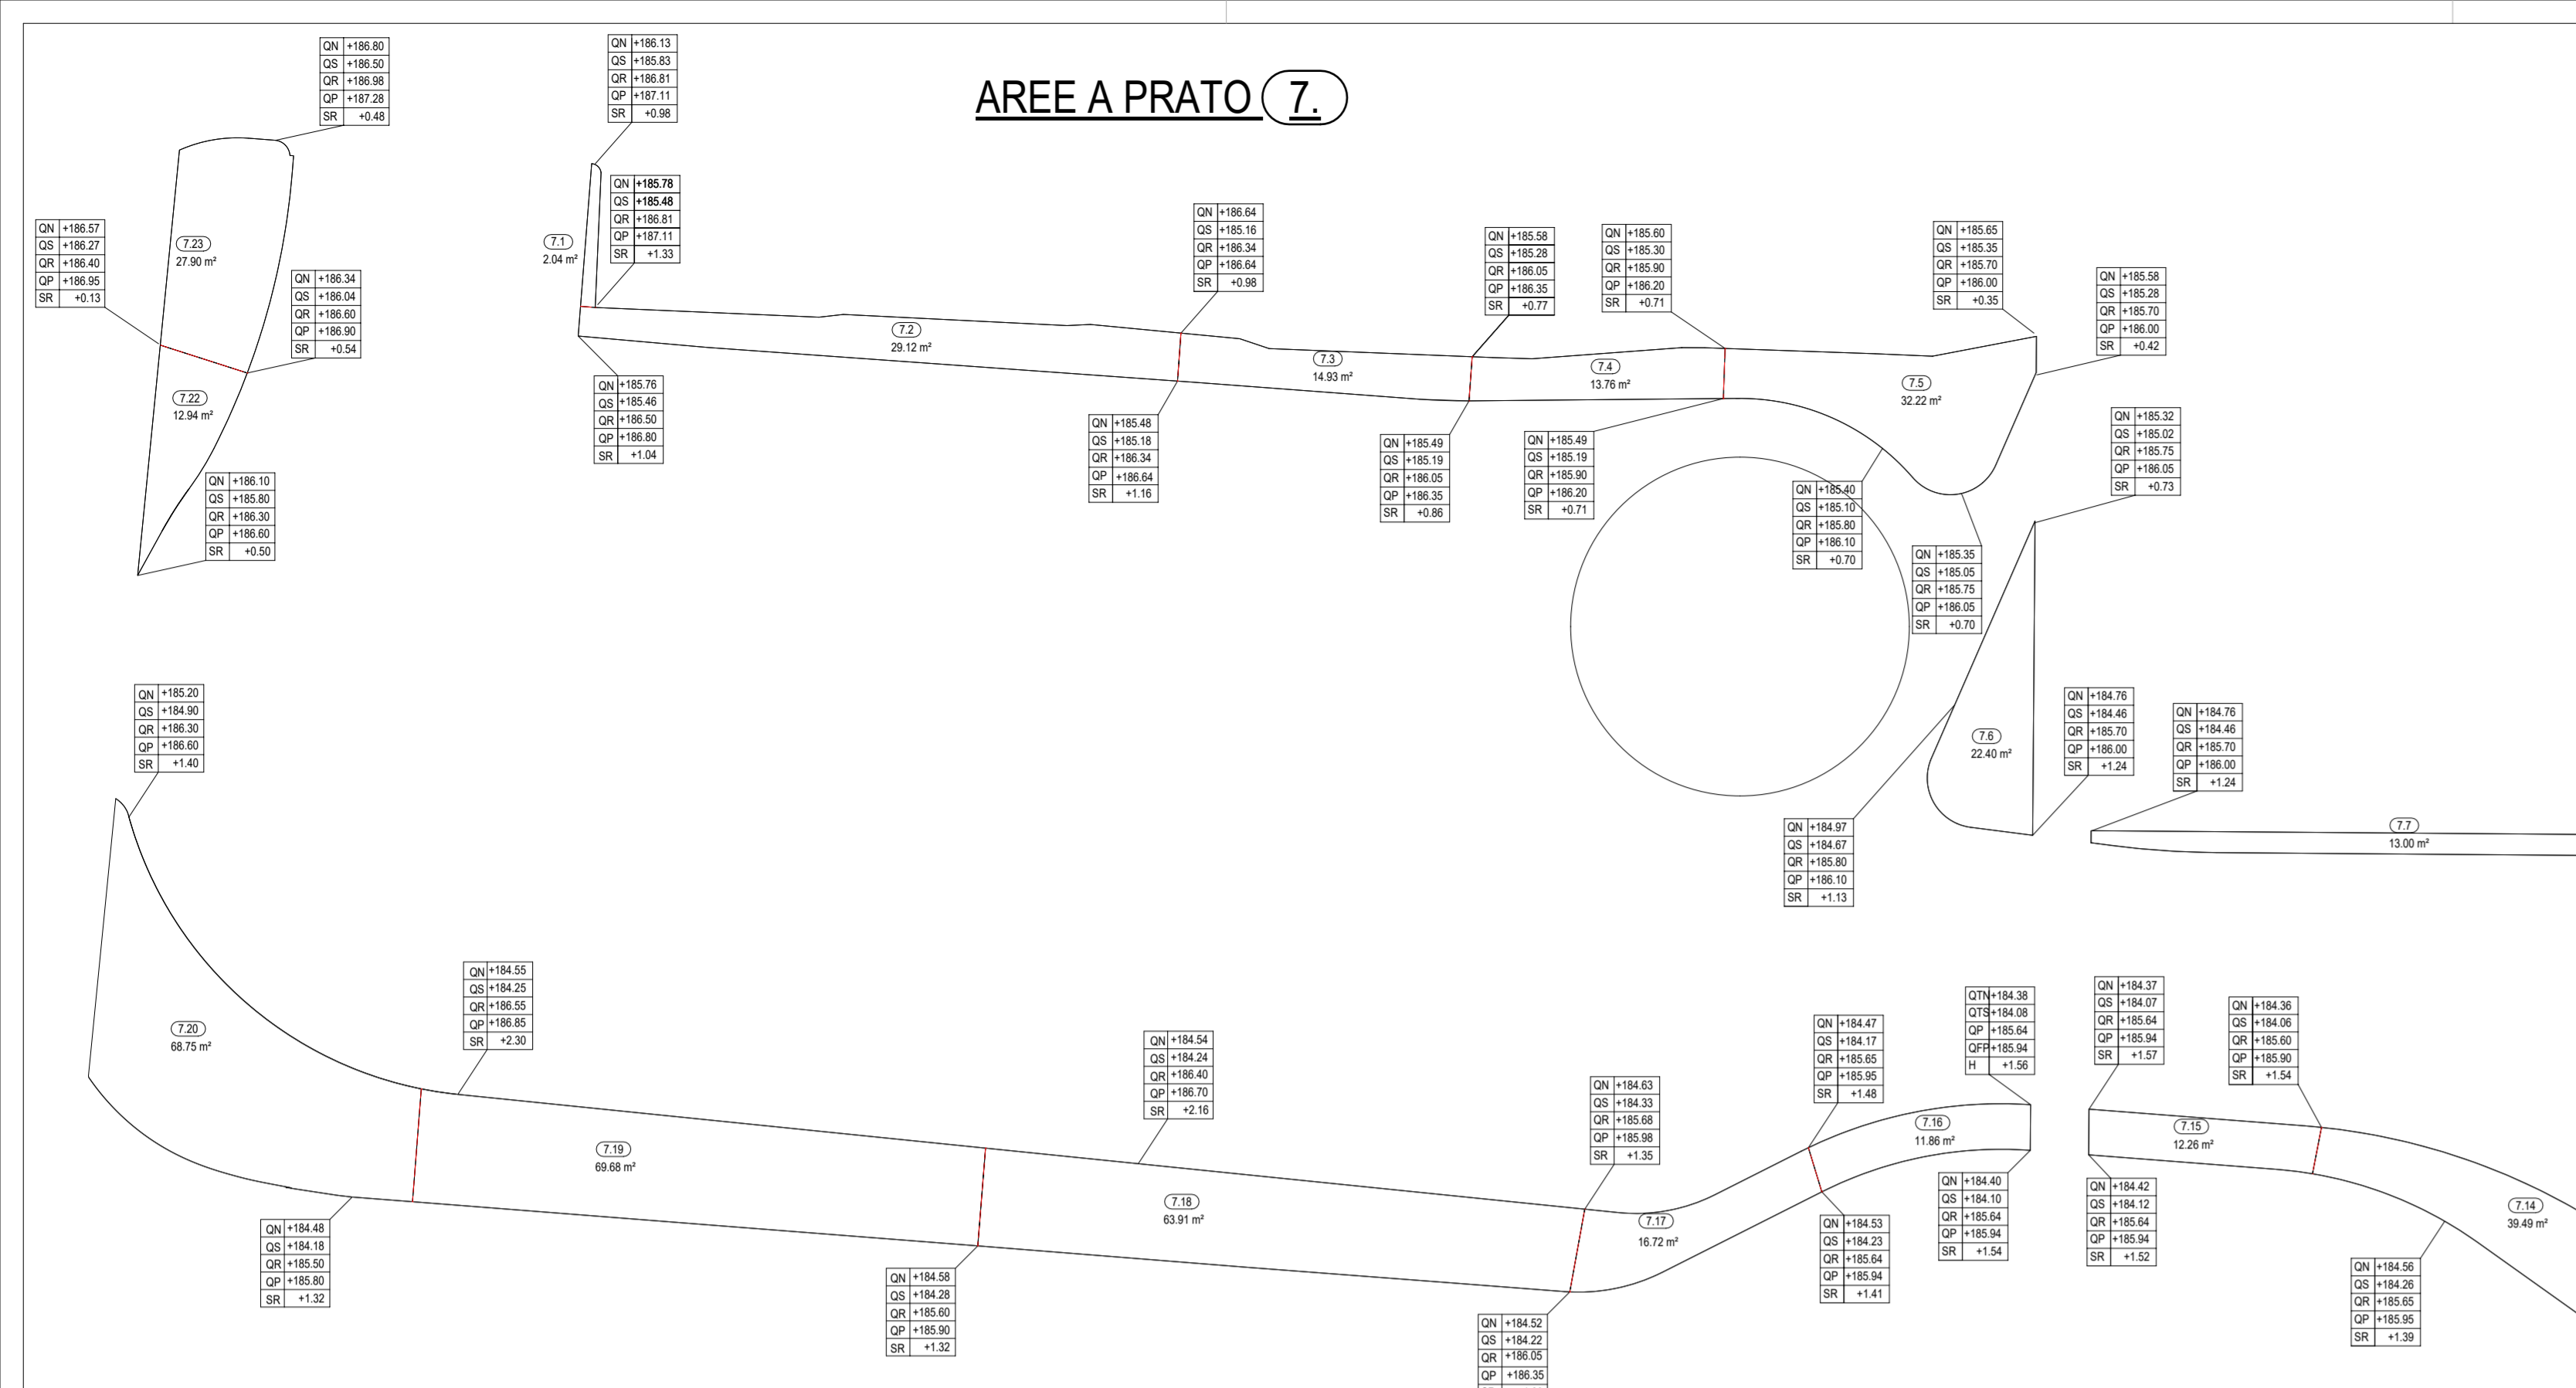 AREE A PRATO 7.
QN +186.80
QS +186.50
QR +186.98
QP +187.28
SR +0.48
QN +186.13
QS +185.83
QR +186.81
QP +187.11
SR +0.98
QN +185.78
QS +185.48
QR +186.81
QP +187.11
SR +1.33
QN +186.57
QS +186.27
QR +186.40
QP +186.95
SR +0.13
7.23
27.90 m²
7.1
2.04 m²
QN +186.34
QS +186.04
QR +186.60
QP +186.90
SR +0.54
7.22
12.94 m²
QN +186.10
QS +185.80
QR +186.30
QP +186.60
SR +0.50
QN +185.76
QS +185.46
QR +186.50
QP +186.80
SR +1.04
7.2
29.12 m²
QN +186.64
QS +185.16
QR +186.34
QP +186.64
SR +0.98
QN +185.48
QS +185.18
QR +186.34
QP +186.64
SR +1.16
7.3
14.93 m²
QN +185.58
QS +185.28
QR +186.05
QP +186.35
SR +0.77
QN +185.49
QS +185.19
QR +186.05
QP +186.35
SR +0.86
QN +185.60
QS +185.30
QR +185.90
QP +186.20
SR +0.71
7.4
13.76 m²
QN +185.49
QS +185.19
QR +185.90
QP +186.20
SR +0.71
QN +185.65
QS +185.35
QR +185.70
QP +186.00
SR +0.35
QN +185.58
QS +185.28
QR +185.70
QP +186.00
SR +0.42
7.5
32.22 m²
QN +185.40
QS +185.10
QR +185.80
QP +186.10
SR +0.70
QN +185.35
QS +185.05
QR +185.75
QP +186.05
SR +0.70
QN +185.32
QS +185.02
QR +185.75
QP +186.05
SR +0.73
7.6
22.40 m²
QN +184.76
QS +184.46
QR +185.70
QP +186.00
SR +1.24
QN +184.76
QS +184.46
QR +185.70
QP +186.00
SR +1.24
QN +184.97
QS +184.67
QR +185.80
QP +186.10
SR +1.13
7.7
13.00 m²
QN +185.20
QS +184.90
QR +186.30
QP +186.60
SR +1.40
7.20
68.75 m²
QN +184.55
QS +184.25
QR +186.55
QP +186.85
SR +2.30
QN +184.48
QS +184.18
QR +185.50
QP +185.80
SR +1.32
7.19
69.68 m²
QN +184.54
QS +184.24
QR +186.40
QP +186.70
SR +2.16
QN +184.58
QS +184.28
QR +185.60
QP +185.90
SR +1.32
7.18
63.91 m²
QN +184.63
QS +184.33
QR +185.68
QP +185.98
SR +1.35
QN +184.52
QS +184.22
QR +186.05
QP +186.35
7.17
16.72 m²
QN +184.47
QS +184.17
QR +185.65
QP +185.95
SR +1.48
QN +184.53
QS +184.23
QR +185.64
QP +185.94
SR +1.41
QTN +184.38
QTS +184.08
QP +185.64
QFP +185.94
H +1.56
7.16
11.86 m²
QN +184.40
QS +184.10
QR +185.64
QP +185.94
SR +1.54
QN +184.37
QS +184.07
QR +185.64
QP +185.94
SR +1.57
QN +184.36
QS +184.06
QR +185.60
QP +185.90
SR +1.54
7.15
12.26 m²
QN +184.42
QS +184.12
QR +185.64
QP +185.94
SR +1.52
7.14
39.49 m²
QN +184.56
QS +184.26
QR +185.65
QP +185.95
SR +1.39